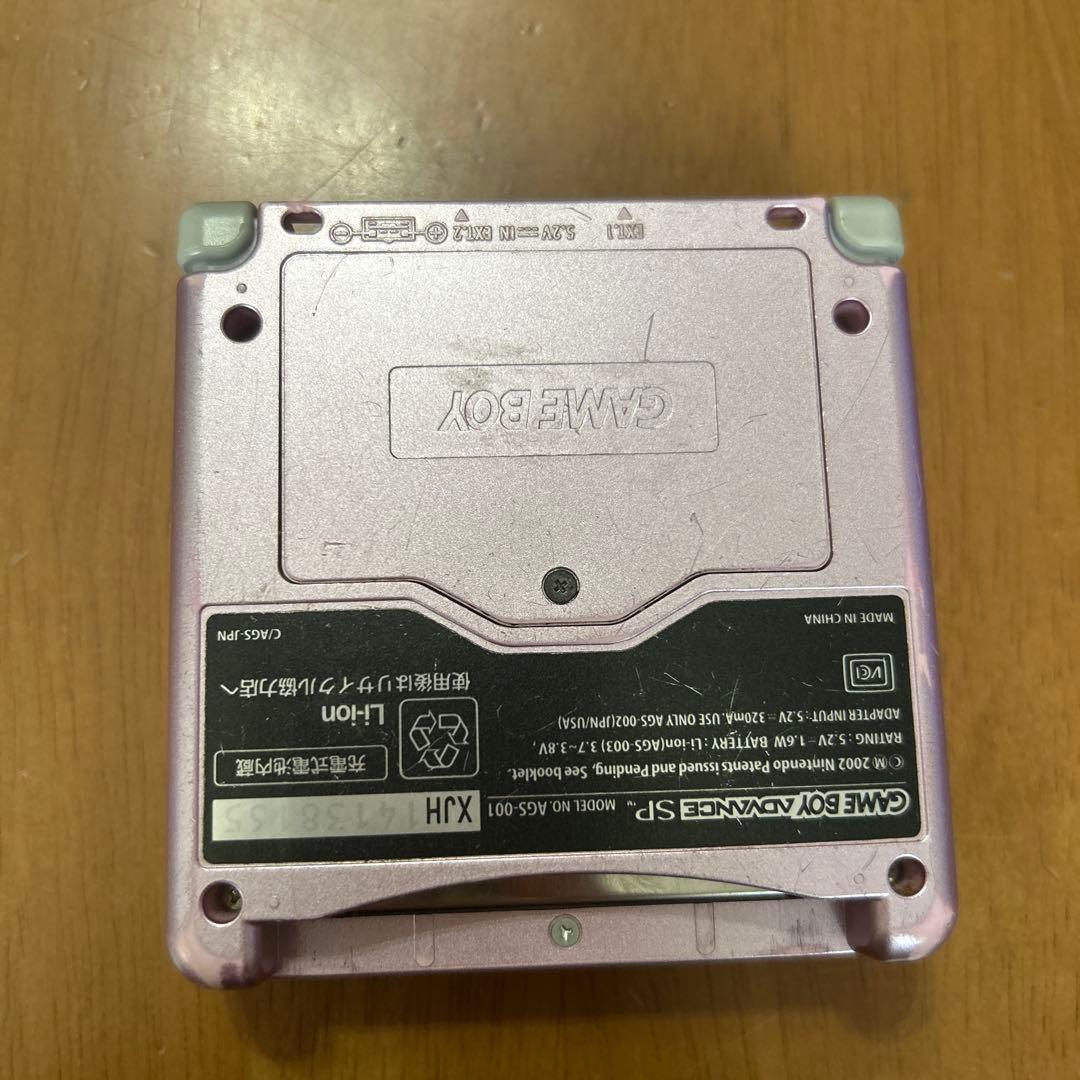 GAME BOY ADVANCE SP TM MODEL NO. AGS-001
© M 2002 Nintendo Patents issued and Pending, See booklet.
RATING : 5.2V⎓1.6W BATTERY : Li-ion(AGS-003) 3.7~3.8V,
ADAPTER INPUT : 5.2V⎓320mA. USE ONLY AGS-002(JPN/USA)
VCI
MADE IN CHINA
XJH
充電式電池内蔵
Li-ion
使用後はリサイクル協力店へ
C/AGS-JPN
GAME BOY
EXT.1
5.2V⎓IN EXT.2